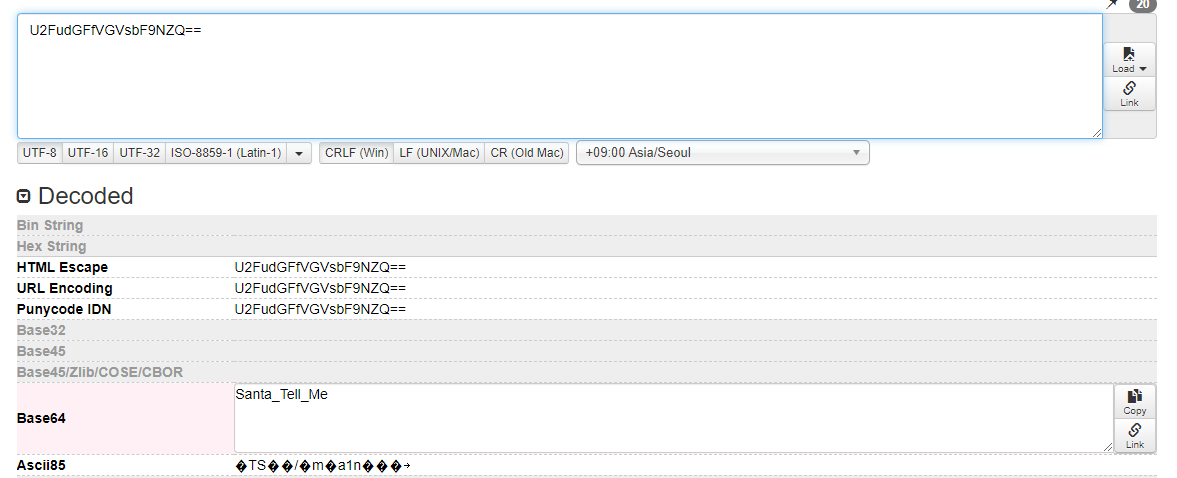 20
U2FudGFfVGVsbF9NZQ==
Load
Link
UTF-8 UTF-16 UTF-32 ISO-8859-1 (Latin-1) CRLF (Win) LF (UNIX/Mac) CR (Old Mac) +09:00 Asia/Seoul
Decoded
Bin String
Hex String
HTML Escape U2FudGFfVGVsbF9NZQ==
URL Encoding U2FudGFfVGVsbF9NZQ==
Punycode IDN U2FudGFfVGVsbF9NZQ==
Base32
Base45
Base45/Zlib/COSE/CBOR
Santa_Tell_Me
Base64
Copy
Link
Ascii85 �TS��/�m�a1n���→